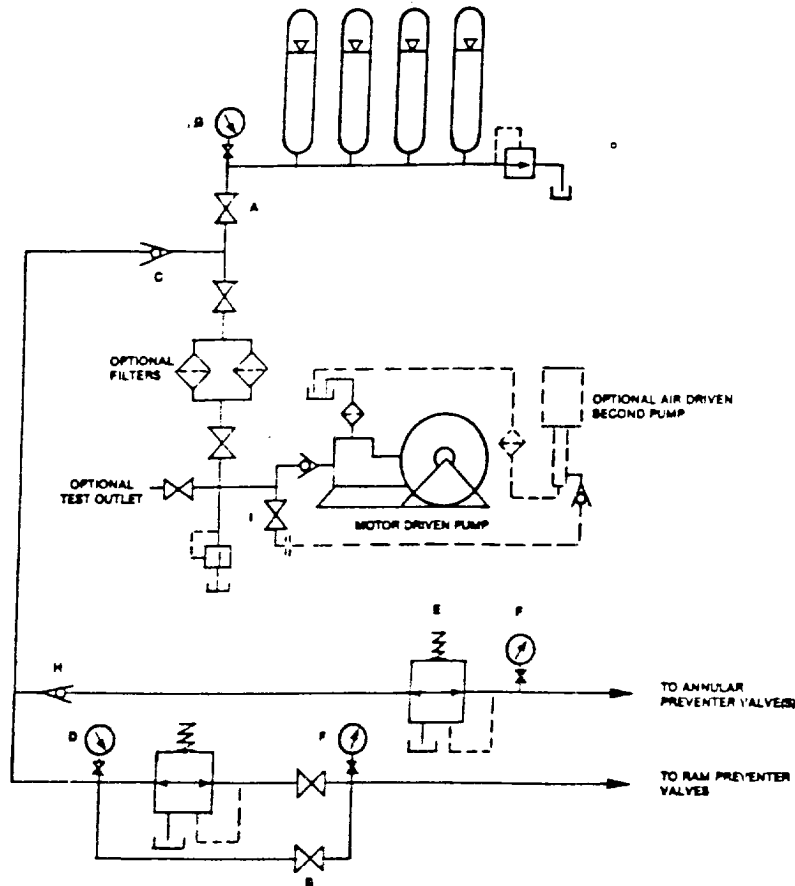 G
A
C
OPTIONAL
FILTERS
OPTIONAL AIR DRIVEN
SECOND PUMP
OPTIONAL
TEST OUTLET
I
MOTOR DRIVEN PUMP
E
F
H
TO ANNULAR
PREVENTER VALVE(S)
D
F
TO RAM PREVENTER
VALVES
B